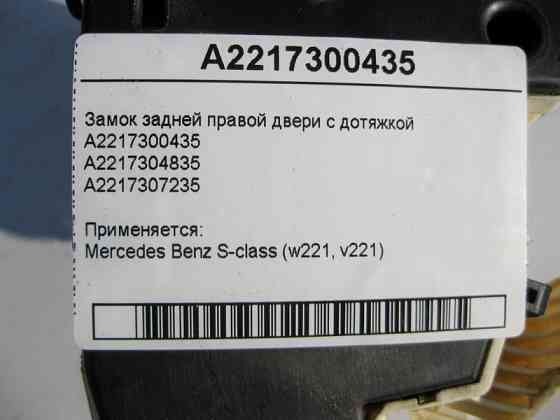 A2217300435
Замок задней правой двери с дотяжкой
A2217300435
A2217304835
A2217307235
Применяется:
Mercedes Benz S-class (w221, v221)